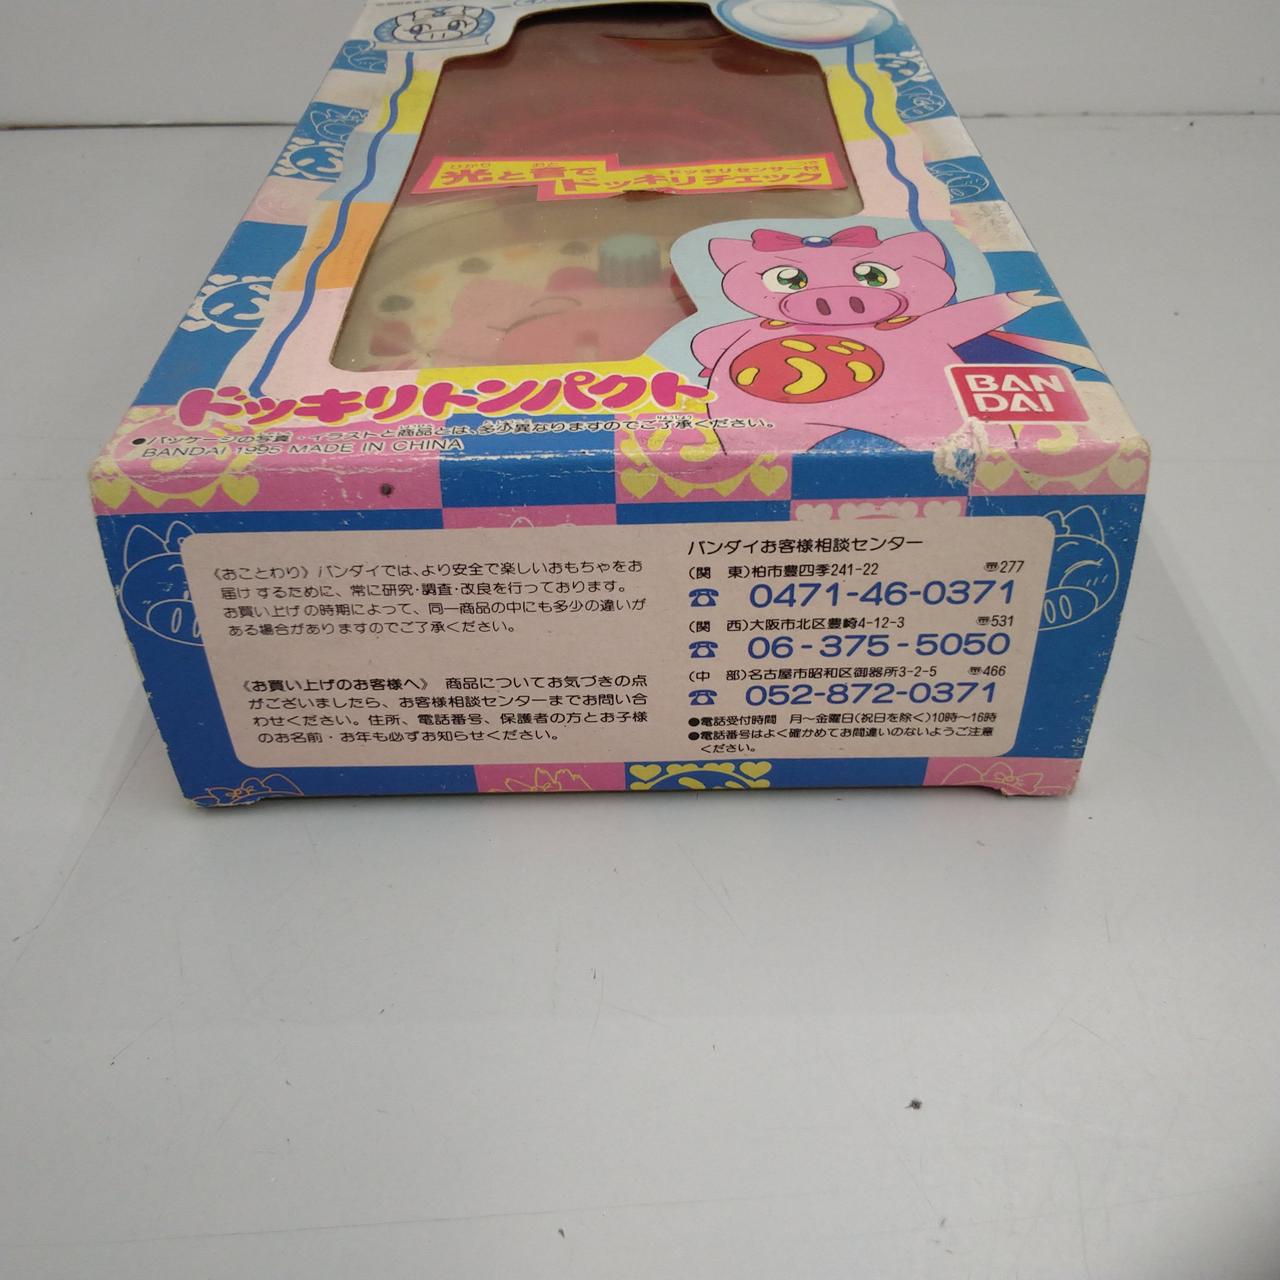 光と音で
ひかり おと
ドッキリセンサー付
つき
ドッキリチェック
ぶ
BAN
DAI
ドッキリトンパクト
●パッケージの写真・イラストと商品とは、多少異なりますのでご了承ください。
BANDAI 1995 MADE IN CHINA
《おことわり》バンダイでは、より安全で楽しいおもちゃをお
届けするために、常に研究・調査・改良を行っております。
お買い上げの時期によって、同一商品の中にも多少の違いが
ある場合がありますのでご了承ください。
《お買い上げのお客様へ》 商品についてお気づきの点
がございましたら、お客様相談センターまでお問い合
わせください。住所、電話番号、保護者の方とお子様
のお名前・お年も必ずお知らせください。
バンダイお客様相談センター
(関 東)柏市豊四季241-22 〠277
☎ 0471-46-0371
(関 西)大阪市北区豊崎4-12-3 〠531
☎ 06-375-5050
(中 部)名古屋市昭和区御器所3-2-5 〠466
☎ 052-872-0371
●電話受付時間 月〜金曜日(祝日を除く)10時〜16時
●電話番号はよく確かめてお間違いのないようご注意
ください。